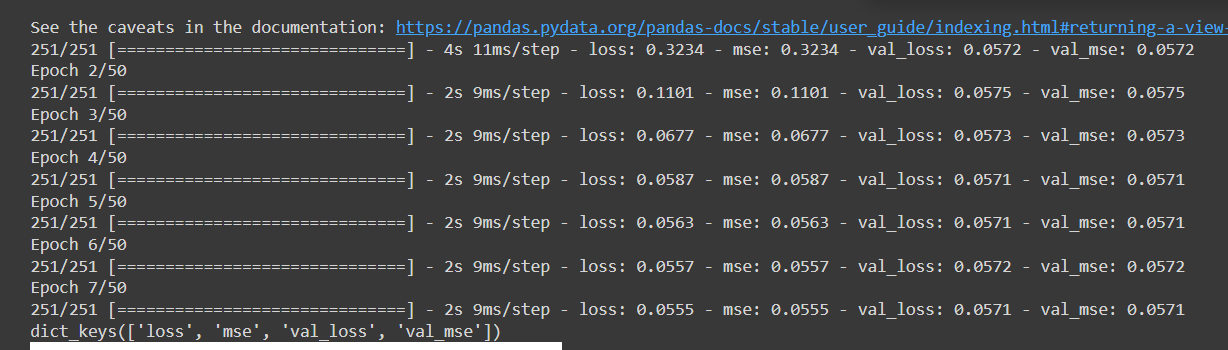 See the caveats in the documentation: https://pandas.pydata.org/pandas-docs/stable/user_guide/indexing.html#returning-a-view-
251/251 [==============================] - 4s 11ms/step - loss: 0.3234 - mse: 0.3234 - val_loss: 0.0572 - val_mse: 0.0572
Epoch 2/50
251/251 [==============================] - 2s 9ms/step - loss: 0.1101 - mse: 0.1101 - val_loss: 0.0575 - val_mse: 0.0575
Epoch 3/50
251/251 [==============================] - 2s 9ms/step - loss: 0.0677 - mse: 0.0677 - val_loss: 0.0573 - val_mse: 0.0573
Epoch 4/50
251/251 [==============================] - 2s 9ms/step - loss: 0.0587 - mse: 0.0587 - val_loss: 0.0571 - val_mse: 0.0571
Epoch 5/50
251/251 [==============================] - 2s 9ms/step - loss: 0.0563 - mse: 0.0563 - val_loss: 0.0571 - val_mse: 0.0571
Epoch 6/50
251/251 [==============================] - 2s 9ms/step - loss: 0.0557 - mse: 0.0557 - val_loss: 0.0572 - val_mse: 0.0572
Epoch 7/50
251/251 [==============================] - 2s 9ms/step - loss: 0.0555 - mse: 0.0555 - val_loss: 0.0571 - val_mse: 0.0571
dict_keys(['loss', 'mse', 'val_loss', 'val_mse'])